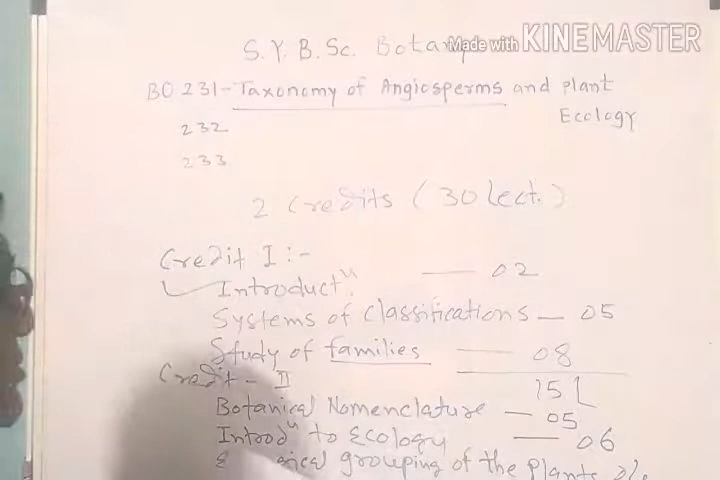 Made with KINEMASTER
S.Y.B.Sc. Botany
BO 231 - Taxonomy of Angiosperms and plant
Ecology
232
233
2 Credits (30 lect.)
Credit I :-
Introductⁿ. — 02
Systems of classifications — 05
Study of families — 08
15 L
Credit - II
Botanical Nomenclature — 05
Introdⁿ to Ecology — 06
grouping of the plants